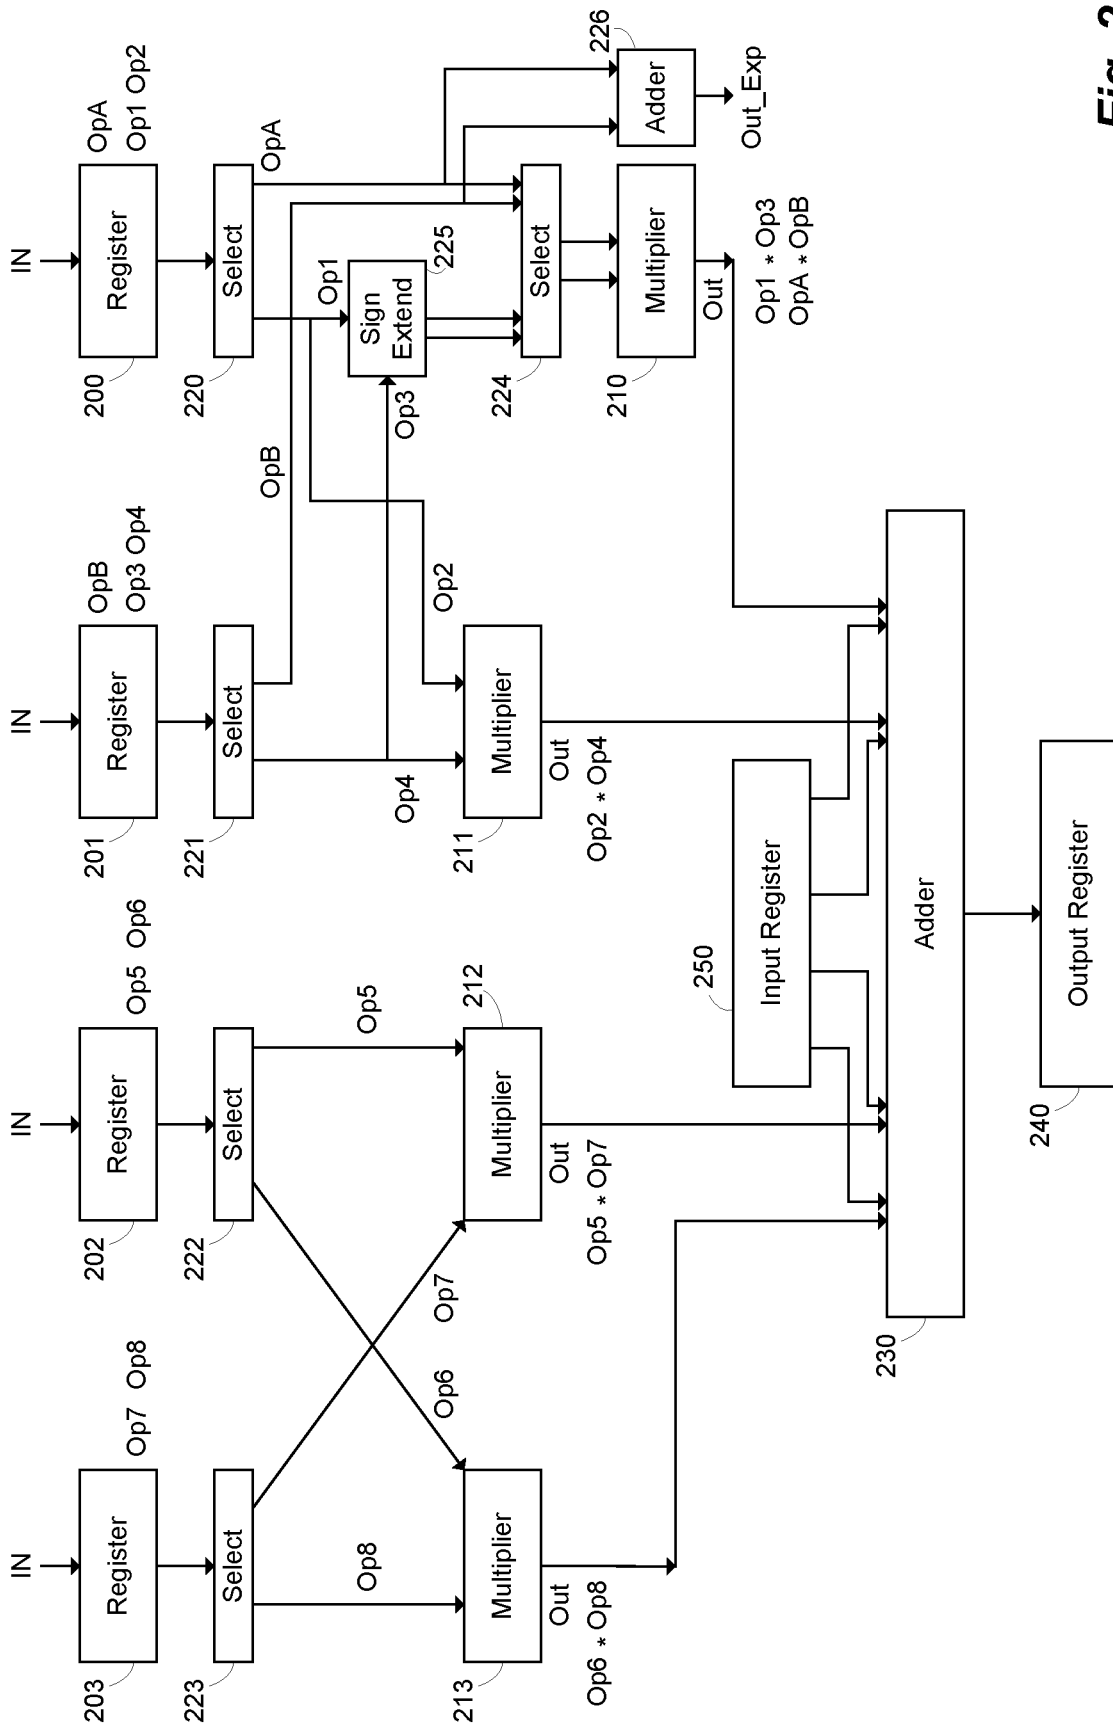 IN
IN
IN
IN
203
Register
Op7 Op8
202
Register
Op5 Op6
201
Register
OpB
Op3 Op4
200
Register
OpA
Op1 Op2
223
Select
222
Select
221
Select
220
Select
OpB
OpA
Op1
Op8
Op5
Op4
Op3
Sign
Extend
225
Op6
Op7
Op2
213
Multiplier
Multiplier
212
211
Multiplier
224
Select
Out
Op6 * Op8
Out
Op5 * Op7
Out
Op2 * Op4
210
Multiplier
Adder
226
Out
Out_Exp
Op1 * Op3
OpA * OpB
250
Input Register
230
Adder
240
Output Register
Fig. 2